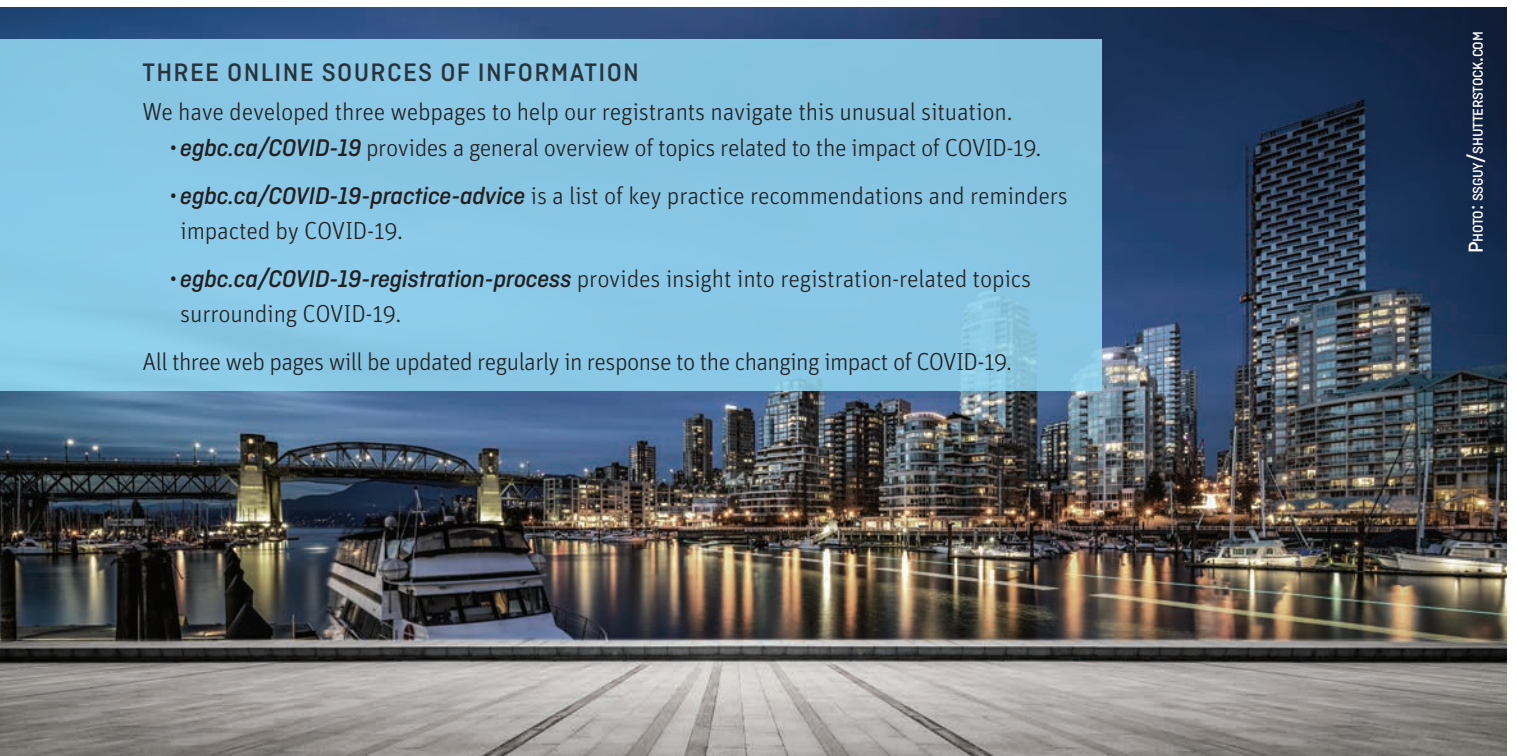 THREE ONLINE SOURCES OF INFORMATION
We have developed three webpages to help our registrants navigate this unusual situation.
• egbc.ca/COVID-19 provides a general overview of topics related to the impact of COVID-19.
• egbc.ca/COVID-19-practice-advice is a list of key practice recommendations and reminders
impacted by COVID-19.
• egbc.ca/COVID-19-registration-process provides insight into registration-related topics
surrounding COVID-19.
All three web pages will be updated regularly in response to the changing impact of COVID-19.
PHOTO: SSGUY/SHUTTERSTOCK.COM